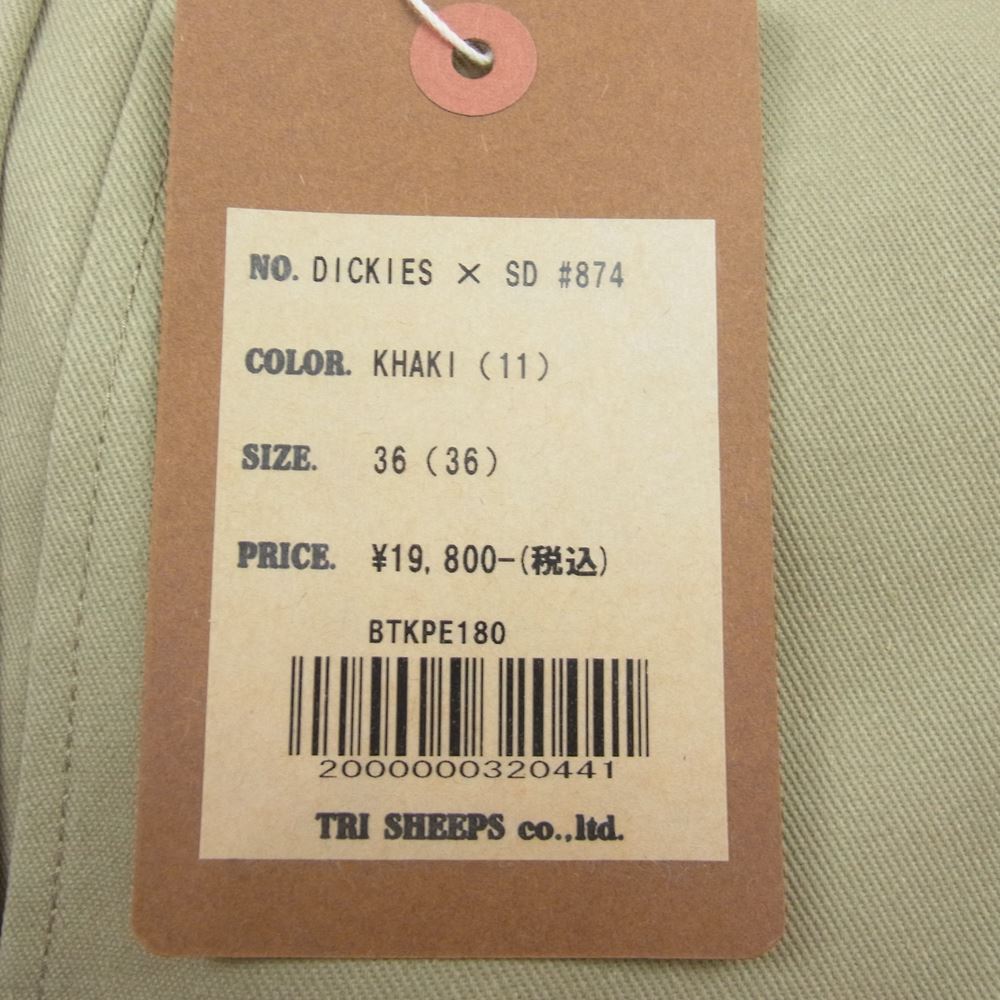 NO. DICKIES × SD #874
COLOR. KHAKI (11)
SIZE. 36 (36)
PRICE. ¥19,800-(税込)
BTKPE180
2000000320441
TRI SHEEPS co.,ltd.